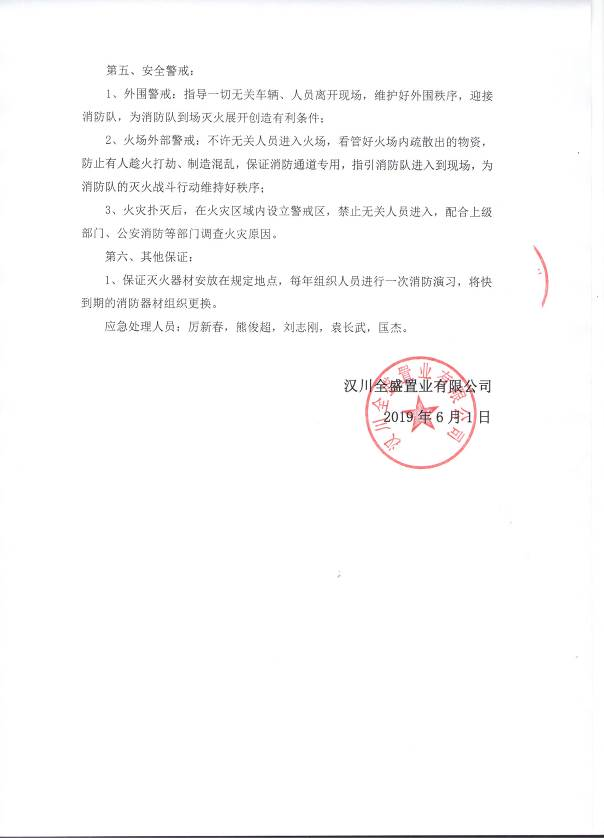 第五、安全警戒：
1、外围警戒：指导一切无关车辆、人员离开现场，维护好外围秩序，迎接
消防队，为消防队到场灭火展开创造有利条件；
2、火场外部警戒：不许无关人员进入火场，看管好火场内疏散出的物资，
防止有人趁火打劫、制造混乱，保证消防通道专用，指引消防队进入到现场，为
消防队的灭火战斗行动维持好秩序；
3、火灾扑灭后，在火灾区域内设立警戒区，禁止无关人员进入，配合上级
部门、公安消防等部门调查火灾原因。
第六、其他保证：
1、保证灭火器材安放在规定地点，每年组织人员进行一次消防演习，将快
到期的消防器材组织更换。
应急处理人员：厉新春，熊俊超，刘志刚，袁长武，匡杰。
汉川全盛置业有限公司
2019 年 6 月 1 日
汉川全盛置业有限公司